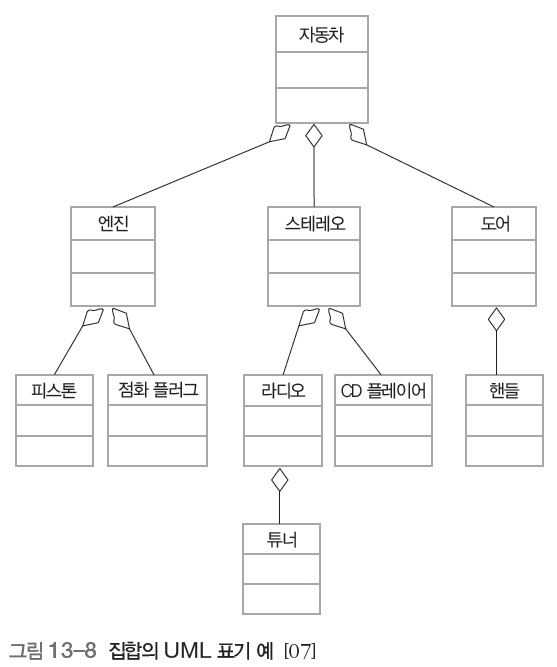 자동차
엔진
스테레오
도어
피스톤
점화 플러그
라디오
CD 플레이어
핸들
튜너
그림 13-8 집합의 UML 표기 예 [07]